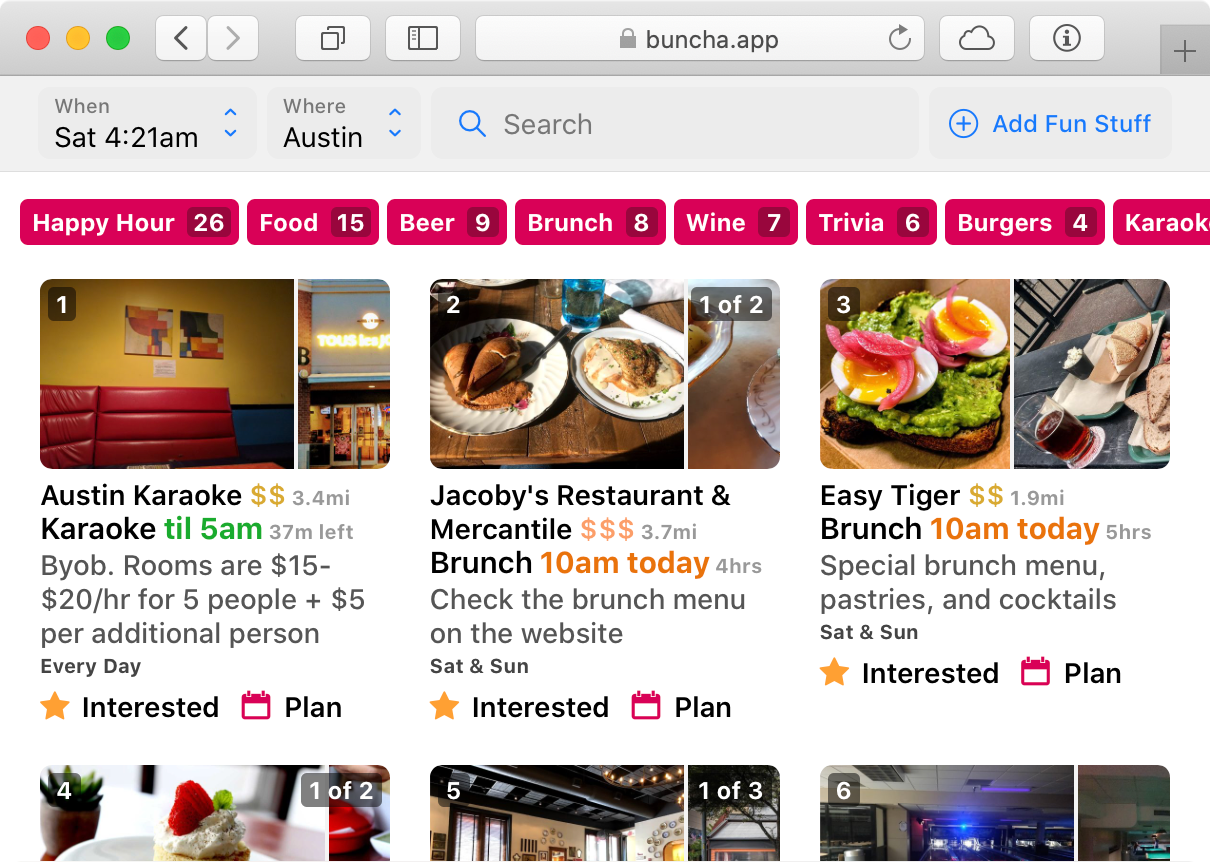 buncha.app
When
Sat 4:21am
Where
Austin
Search
Add Fun Stuff
Happy Hour 26
Food 15
Beer 9
Brunch 8
Wine 7
Trivia 6
Burgers 4
Karaok
1
TOUS les JO
2
1 of 2
3
Austin Karaoke $$ 3.4mi
Karaoke til 5am 37m left
Byob. Rooms are $15-
$20/hr for 5 people + $5
per additional person
Every Day
Interested Plan
Jacoby's Restaurant &
Mercantile $$$ 3.7mi
Brunch 10am today 4hrs
Check the brunch menu
on the website
Sat & Sun
Interested Plan
Easy Tiger $$ 1.9mi
Brunch 10am today 5hrs
Special brunch menu,
pastries, and cocktails
Sat & Sun
Interested Plan
4
1 of 2
5
1 of 3
6